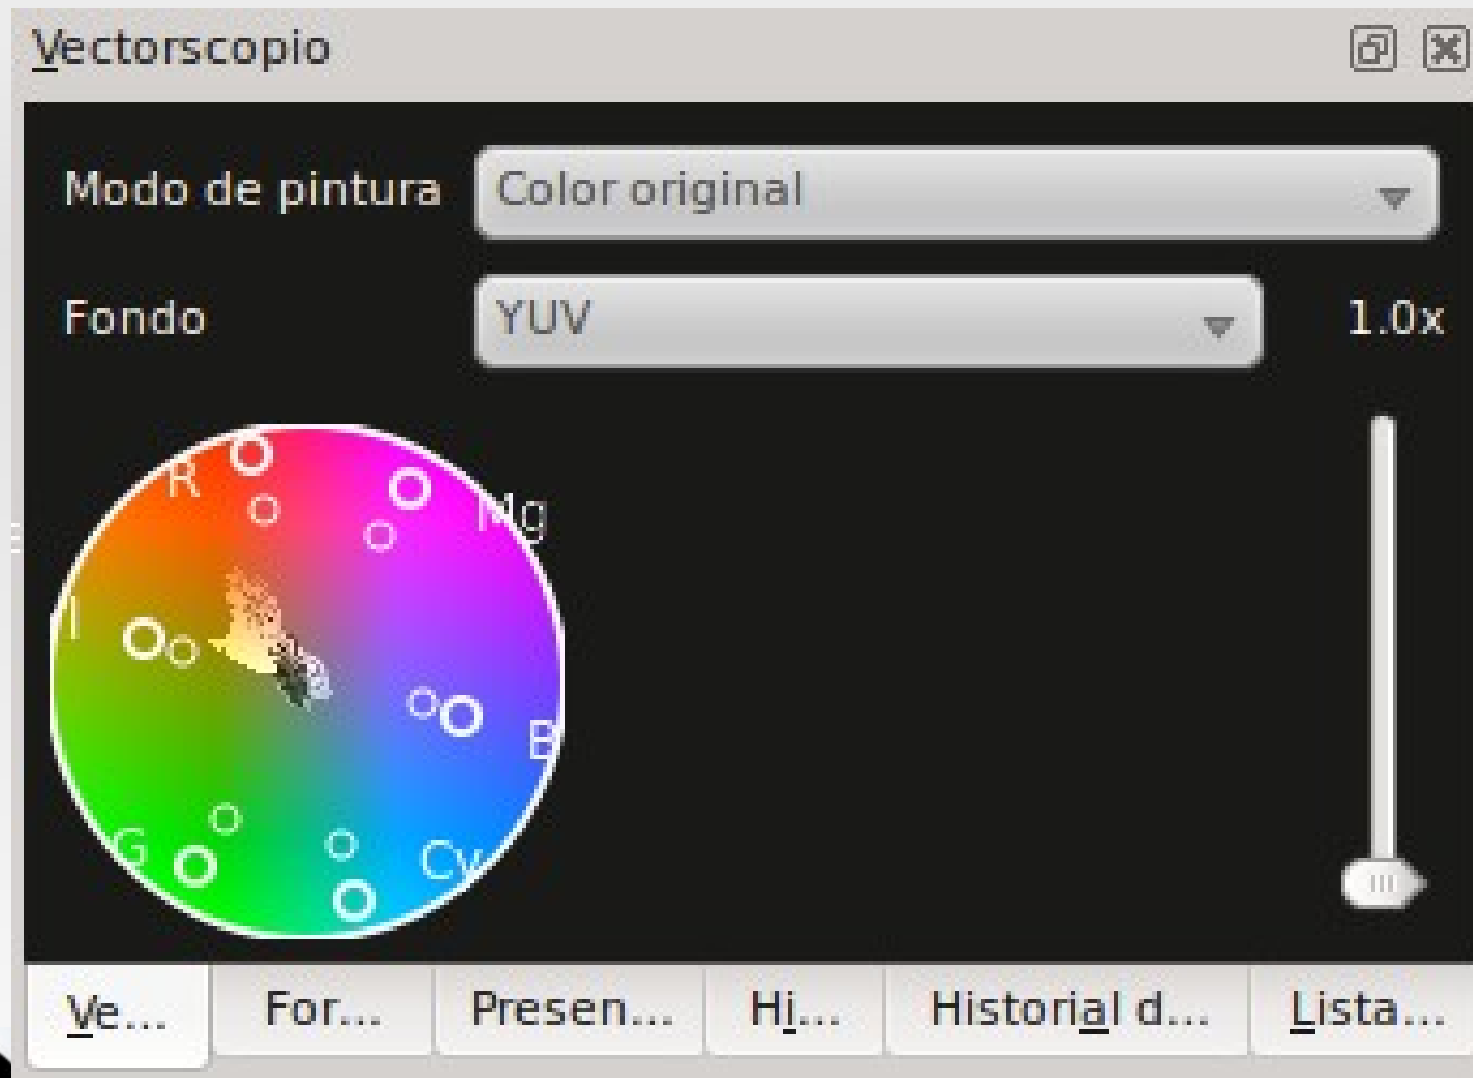 Vectorscopio
Modo de pintura Color original
Fondo YUV 1.0x
R
Mg
I
B
G
Cy
Ve... For... Presen... Hi... Historial d... Lista...